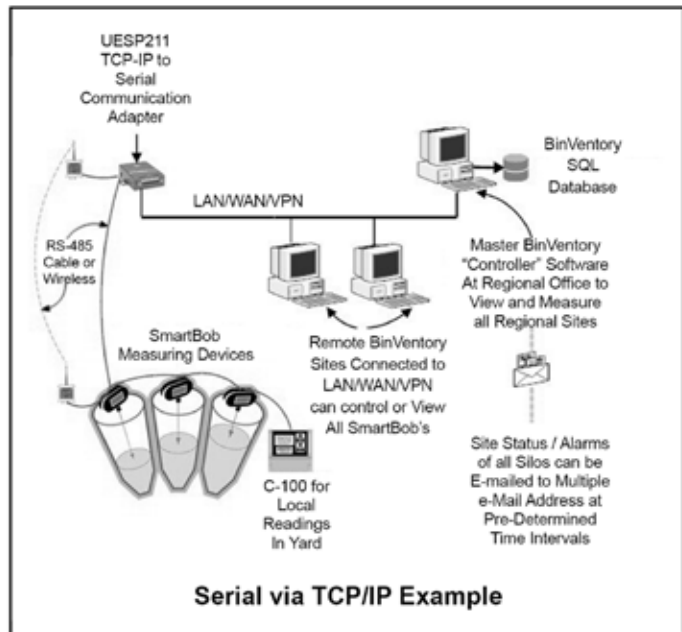 UESP211
TCP-IP to
Serial
Communication
Adapter
BinVentory
SQL
Database
LAN/WAN/VPN
RS-485
Cable or
Wireless
Master BinVentory
"Controller" Software
At Regional Office to
View and Measure
all Regional Sites
SmartBob
Measuring Devices
Remote BinVentory
Sites Connected to
LAN/WAN/VPN
can control or View
All SmartBob's
C-100 for
Local
Readings
In Yard
Site Status / Alarms
of all Silos can be
E-mailed to Multiple
e-Mail Address at
Pre-Determined
Time Intervals
Serial via TCP/IP Example